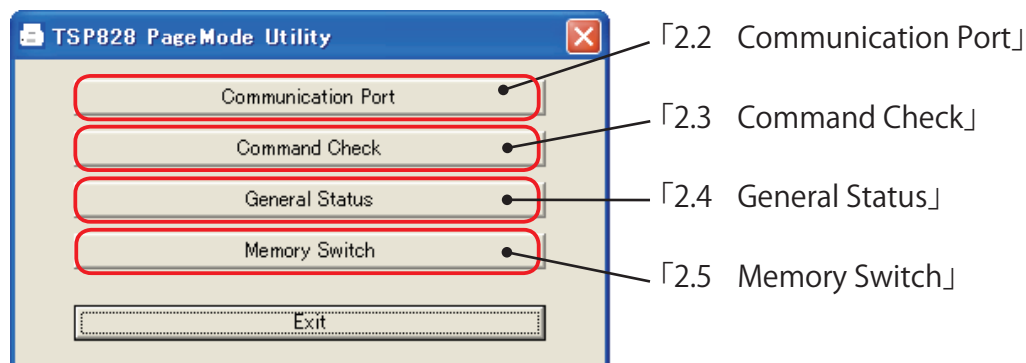 TSP828 PageMode Utility
Communication Port
「2.2 Communication Port」
Command Check
「2.3 Command Check」
General Status
「2.4 General Status」
Memory Switch
「2.5 Memory Switch」
Exit